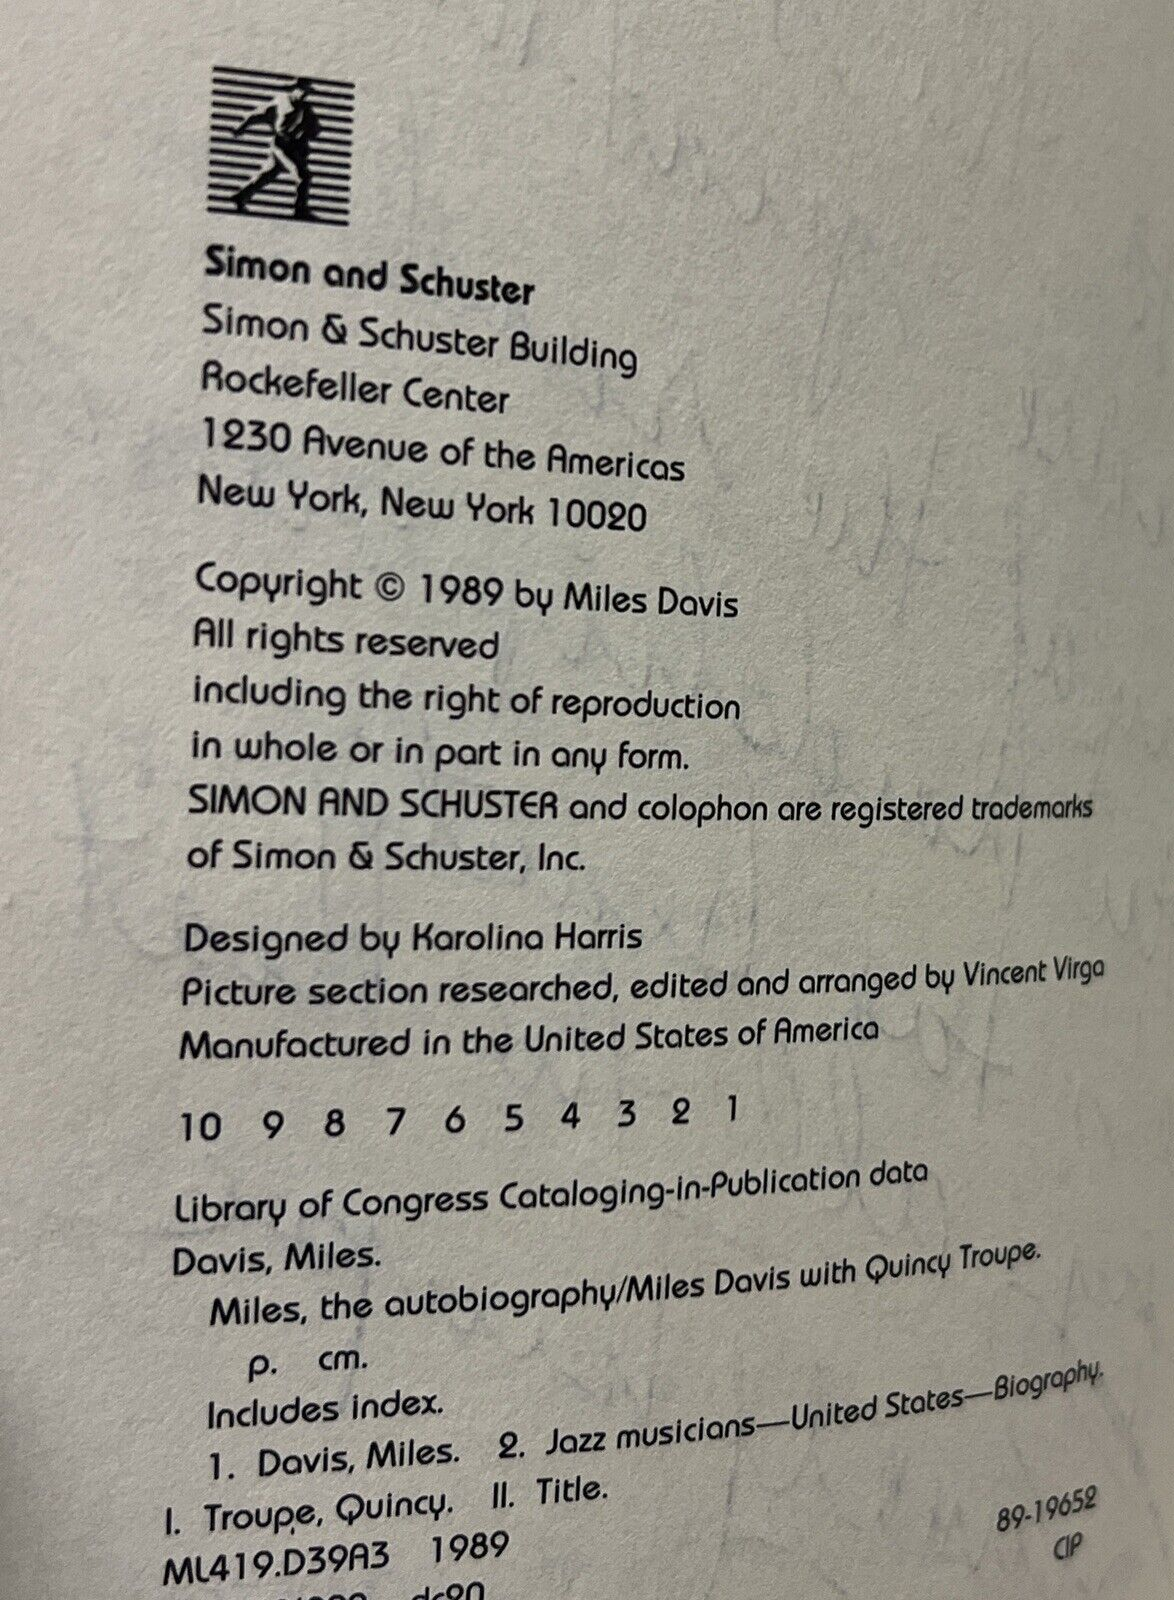 Simon and Schuster
Simon & Schuster Building
Rockefeller Center
1230 Avenue of the Americas
New York, New York 10020
Copyright © 1989 by Miles Davis
All rights reserved
including the right of reproduction
in whole or in part in any form.
SIMON AND SCHUSTER and colophon are registered trademarks
of Simon & Schuster, Inc.
Designed by Karolina Harris
Picture section researched, edited and arranged by Vincent Virga
Manufactured in the United States of America
10 9 8 7 6 5 4 3 2 1
Library of Congress Cataloging-in-Publication data
Davis, Miles.
Miles, the autobiography/Miles Davis with Quincy Troupe.
p. cm.
Includes index.
1. Davis, Miles. 2. Jazz musicians—United States—Biography.
I. Troupe, Quincy. II. Title.
ML419.D39A3 1989
89-19652
CIP
dc20